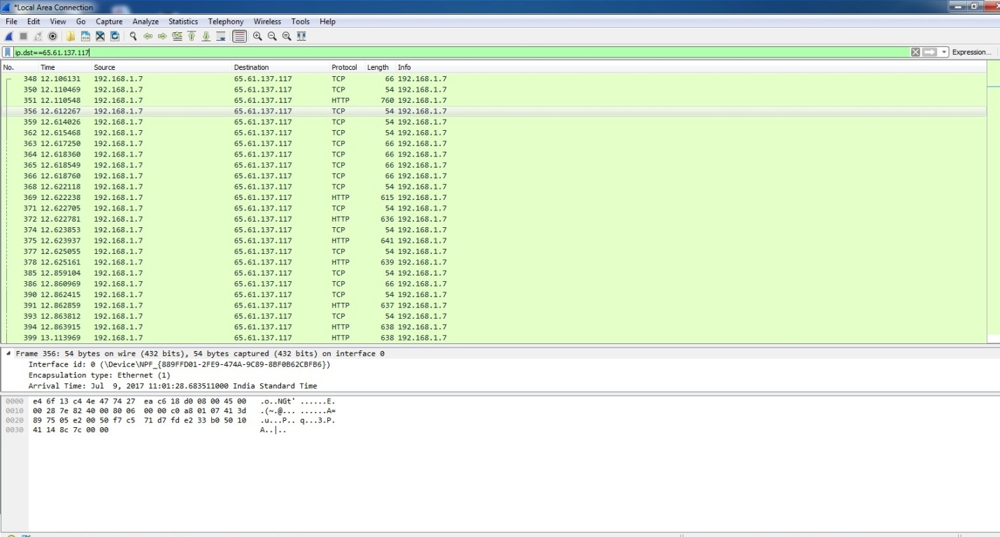 *Local Area Connection
File Edit View Go Capture Analyze Statistics Telephony Wireless Tools Help
ip.dst==65.61.137.117 Expression...
No. Time Source Destination Protocol Length Info
348 12.106131 192.168.1.7 65.61.137.117 TCP 66 192.168.1.7
350 12.110469 192.168.1.7 65.61.137.117 TCP 54 192.168.1.7
351 12.110548 192.168.1.7 65.61.137.117 HTTP 760 192.168.1.7
356 12.612267 192.168.1.7 65.61.137.117 TCP 54 192.168.1.7
359 12.614026 192.168.1.7 65.61.137.117 TCP 54 192.168.1.7
362 12.615468 192.168.1.7 65.61.137.117 TCP 54 192.168.1.7
363 12.617250 192.168.1.7 65.61.137.117 TCP 66 192.168.1.7
364 12.618360 192.168.1.7 65.61.137.117 TCP 66 192.168.1.7
365 12.618549 192.168.1.7 65.61.137.117 TCP 66 192.168.1.7
366 12.618760 192.168.1.7 65.61.137.117 TCP 66 192.168.1.7
368 12.622118 192.168.1.7 65.61.137.117 TCP 54 192.168.1.7
369 12.622238 192.168.1.7 65.61.137.117 HTTP 615 192.168.1.7
371 12.622705 192.168.1.7 65.61.137.117 TCP 54 192.168.1.7
372 12.622781 192.168.1.7 65.61.137.117 HTTP 636 192.168.1.7
374 12.623853 192.168.1.7 65.61.137.117 TCP 54 192.168.1.7
375 12.623937 192.168.1.7 65.61.137.117 HTTP 641 192.168.1.7
377 12.625055 192.168.1.7 65.61.137.117 TCP 54 192.168.1.7
378 12.625161 192.168.1.7 65.61.137.117 HTTP 639 192.168.1.7
385 12.859104 192.168.1.7 65.61.137.117 TCP 54 192.168.1.7
386 12.860969 192.168.1.7 65.61.137.117 TCP 66 192.168.1.7
390 12.862415 192.168.1.7 65.61.137.117 TCP 54 192.168.1.7
391 12.862859 192.168.1.7 65.61.137.117 HTTP 637 192.168.1.7
393 12.863812 192.168.1.7 65.61.137.117 TCP 54 192.168.1.7
394 12.863915 192.168.1.7 65.61.137.117 HTTP 638 192.168.1.7
399 13.113969 192.168.1.7 65.61.137.117 HTTP 638 192.168.1.7
Frame 356: 54 bytes on wire (432 bits), 54 bytes captured (432 bits) on interface 0
Interface id: 0 (\Device\NPF_{889FFD01-2FE9-474A-9C89-8BF0B62CBFB6})
Encapsulation type: Ethernet (1)
Arrival Time: Jul 9, 2017 11:01:28.683511000 India Standard Time
0000 e4 6f 13 c4 4e 47 74 27 ea c6 18 d0 08 00 45 00 .o..NGt' ......E.
0010 00 28 7e 82 40 00 80 06 00 00 c0 a8 01 07 41 3d .(~.@... ......A=
0020 89 75 05 e2 00 50 f7 c5 71 d7 fd e2 33 b0 50 10 .u...P.. q...3.P.
0030 41 14 8c 7c 00 00 A..|..